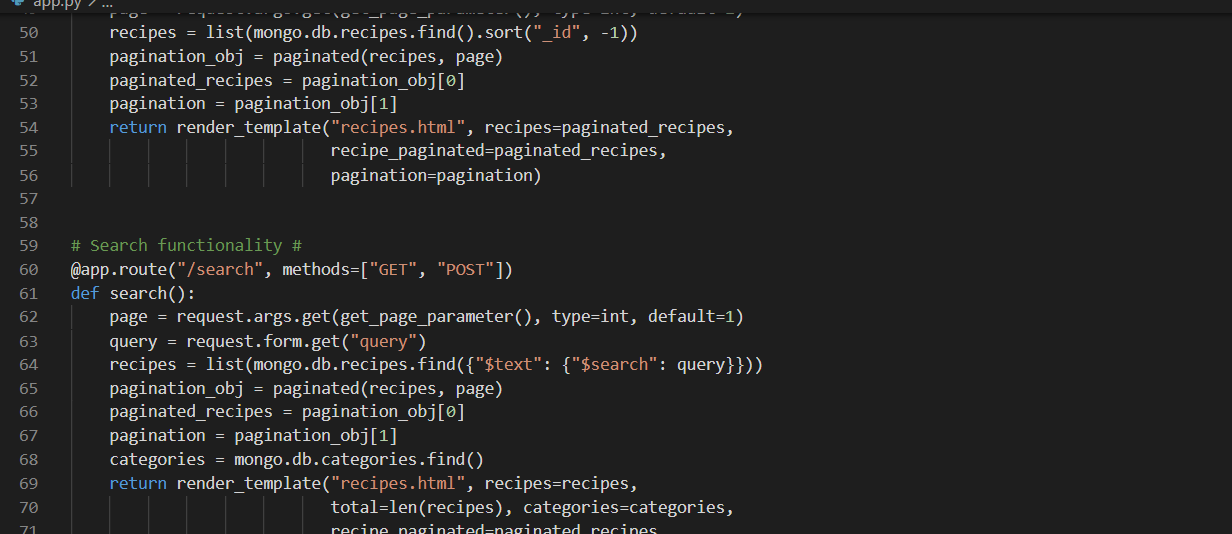 app.py > ...
50 recipes = list(mongo.db.recipes.find().sort("_id", -1))
51 pagination_obj = paginated(recipes, page)
52 paginated_recipes = pagination_obj[0]
53 pagination = pagination_obj[1]
54 return render_template("recipes.html", recipes=paginated_recipes,
55 recipe_paginated=paginated_recipes,
56 pagination=pagination)
57
58
59 # Search functionality #
60 @app.route("/search", methods=["GET", "POST"])
61 def search():
62 page = request.args.get(get_page_parameter(), type=int, default=1)
63 query = request.form.get("query")
64 recipes = list(mongo.db.recipes.find({"$text": {"$search": query}}))
65 pagination_obj = paginated(recipes, page)
66 paginated_recipes = pagination_obj[0]
67 pagination = pagination_obj[1]
68 categories = mongo.db.categories.find()
69 return render_template("recipes.html", recipes=recipes,
70 total=len(recipes), categories=categories,
71 recipe_paginated=paginated_recipes